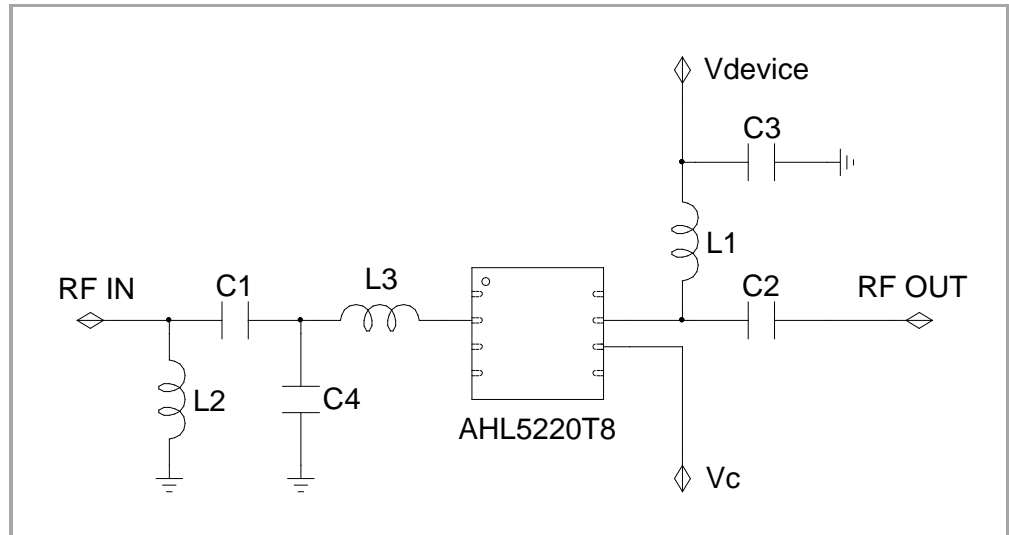 Vdevice
C3
L1
RF IN
C1
L3
C2
RF OUT
L2
C4
AHL5220T8
Vc